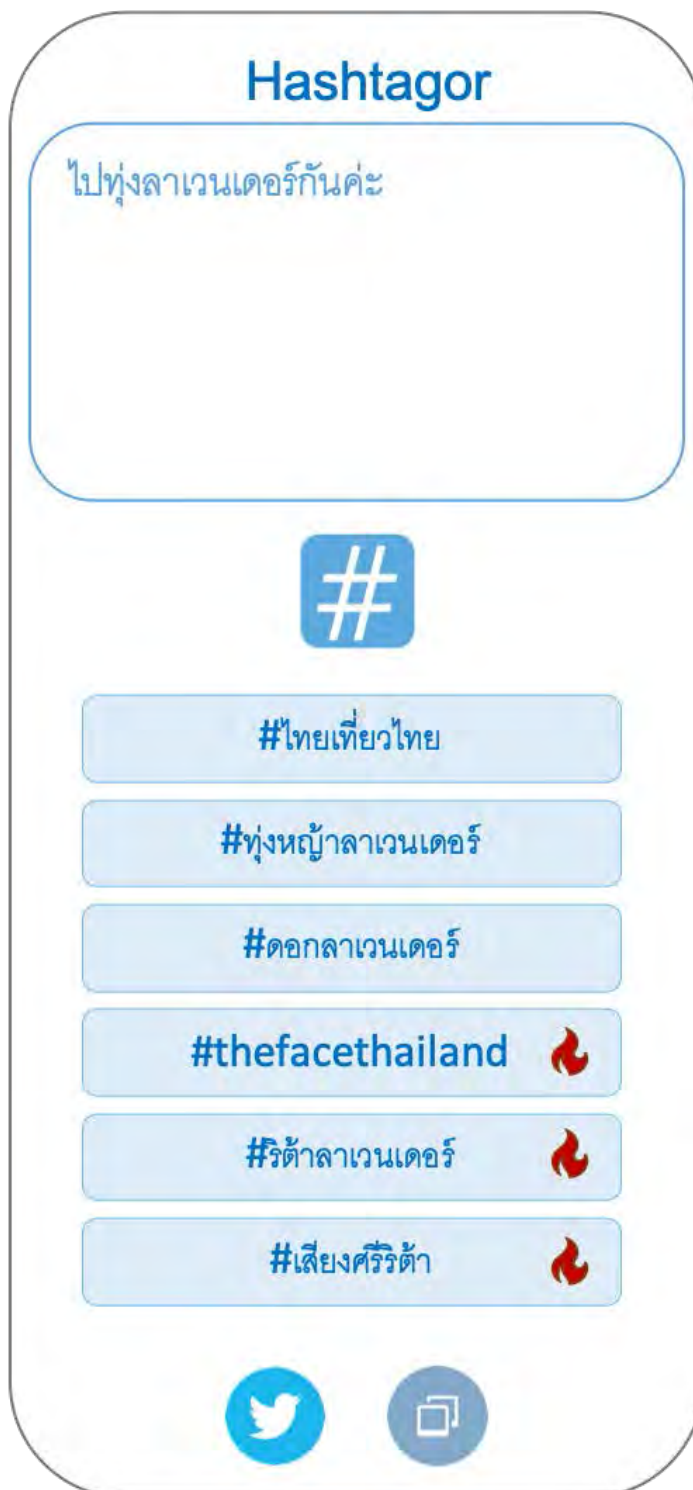 Hashtagor
ไปทุ่งลาเวนเดอร์กันค่ะ
#
#ไทยเที่ยวไทย
#ทุ่งหญ้าลาเวนเดอร์
#ดอกลาเวนเดอร์
#thefacethailand
#ริต้าลาเวนเดอร์
#เสียงศรีริต้า